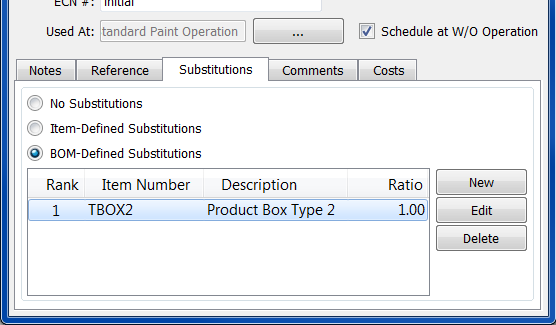 ECN #: Initial
Used At: tandard Paint Operation ... Schedule at W/O Operation
Notes Reference Substitutions Comments Costs
No Substitutions
Item-Defined Substitutions
BOM-Defined Substitutions
Rank Item Number Description Ratio
1 TBOX2 Product Box Type 2 1.00
New
Edit
Delete